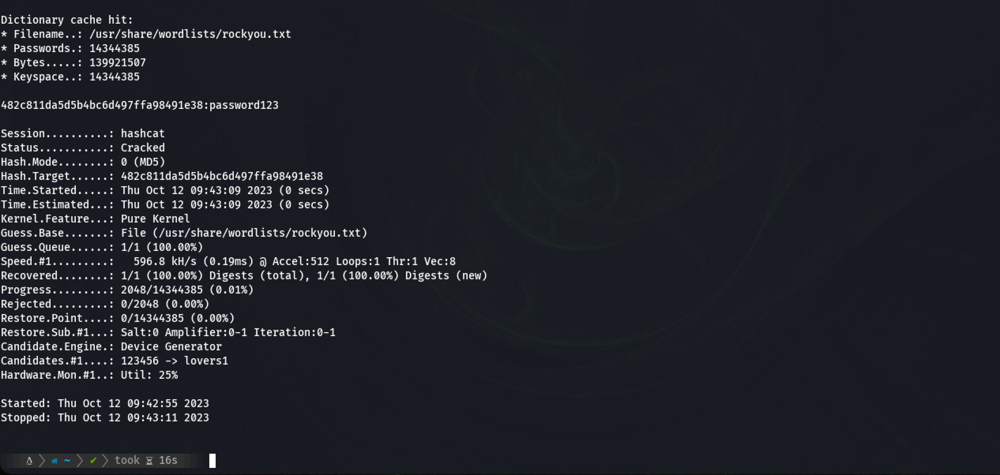 Dictionary cache hit:
* Filename..: /usr/share/wordlists/rockyou.txt
* Passwords.: 14344385
* Bytes.....: 139921507
* Keyspace..: 14344385
482c811da5d5b4bc6d497ffa98491e38:password123
Session..........: hashcat
Status...........: Cracked
Hash.Mode........: 0 (MD5)
Hash.Target......: 482c811da5d5b4bc6d497ffa98491e38
Time.Started.....: Thu Oct 12 09:43:09 2023 (0 secs)
Time.Estimated...: Thu Oct 12 09:43:09 2023 (0 secs)
Kernel.Feature...: Pure Kernel
Guess.Base.......: File (/usr/share/wordlists/rockyou.txt)
Guess.Queue......: 1/1 (100.00%)
Speed.#1.........:   596.8 kH/s (0.19ms) @ Accel:512 Loops:1 Thr:1 Vec:8
Recovered........: 1/1 (100.00%) Digests (total), 1/1 (100.00%) Digests (new)
Progress.........: 2048/14344385 (0.01%)
Rejected.........: 0/2048 (0.00%)
Restore.Point....: 0/14344385 (0.00%)
Restore.Sub.#1...: Salt:0 Amplifier:0-1 Iteration:0-1
Candidate.Engine.: Device Generator
Candidates.#1....: 123456 -> lovers1
Hardware.Mon.#1..: Util: 25%
Started: Thu Oct 12 09:42:55 2023
Stopped: Thu Oct 12 09:43:11 2023
~ ✔ took 16s